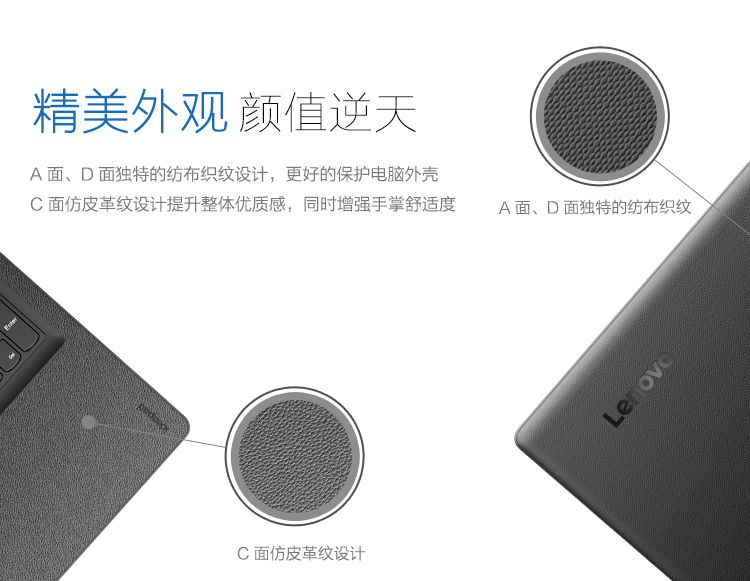 精美外观 颜值逆天
A 面、D 面独特的纺布织纹设计，更好的保护电脑外壳
C 面仿皮革纹设计提升整体优质感，同时增强手掌舒适度
A 面、D 面独特的纺布织纹
Enter
Del
ideapad
Lenovo
C 面仿皮革纹设计